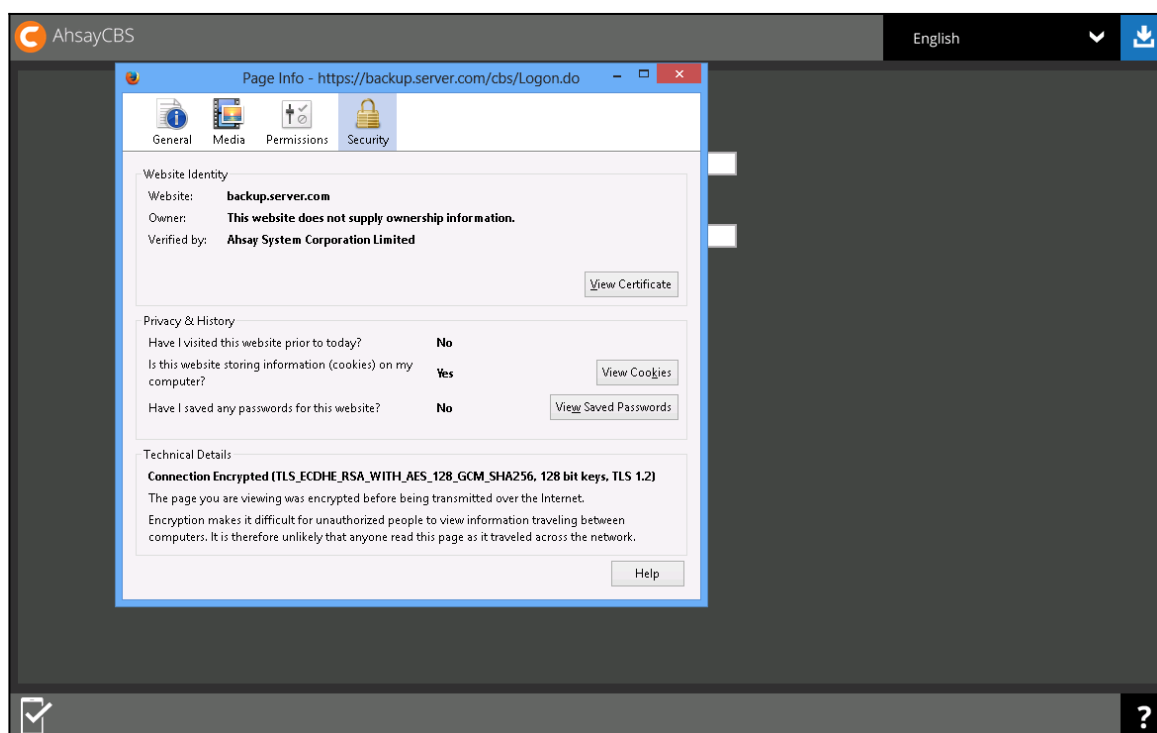 AhsayCBS
English
Page Info - https://backup.server.com/cbs/Logon.do
General Media Permissions Security
Website Identity
Website: backup.server.com
Owner: This website does not supply ownership information.
Verified by: Ahsay System Corporation Limited
View Certificate
Privacy & History
Have I visited this website prior to today? No
Is this website storing information (cookies) on my
computer?
Yes
View Cookies
Have I saved any passwords for this website? No
View Saved Passwords
Technical Details
Connection Encrypted (TLS_ECDHE_RSA_WITH_AES_128_GCM_SHA256, 128 bit keys, TLS 1.2)
The page you are viewing was encrypted before being transmitted over the Internet.
Encryption makes it difficult for unauthorized people to view information traveling between
computers. It is therefore unlikely that anyone read this page as it traveled across the network.
Help
?